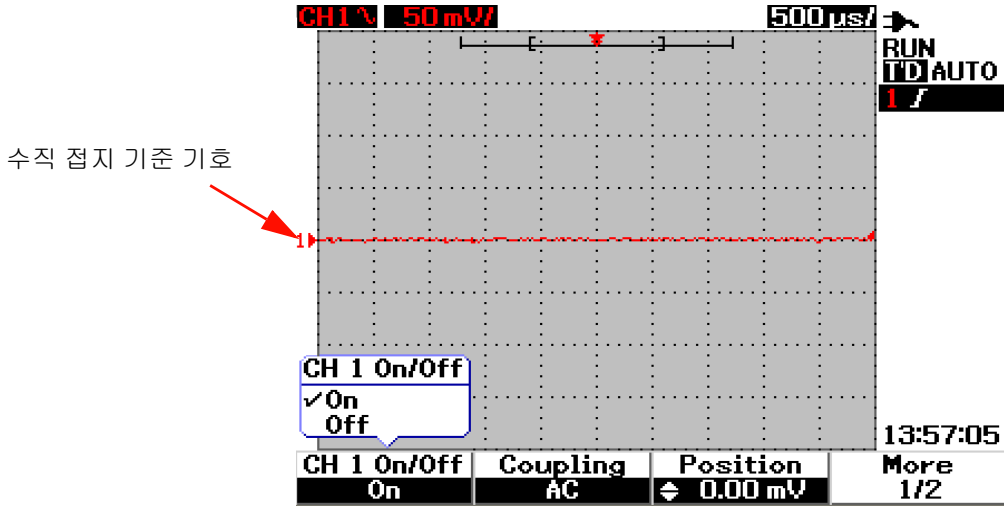 CH1 50mV/ 500µs/
RUN
T'D AUTO
1
수직 접지 기준 기호
1
CH 1 On/Off
✓On
Off
13:57:05
CH 1 On/Off Coupling Position More
On AC 0.00 mV 1/2